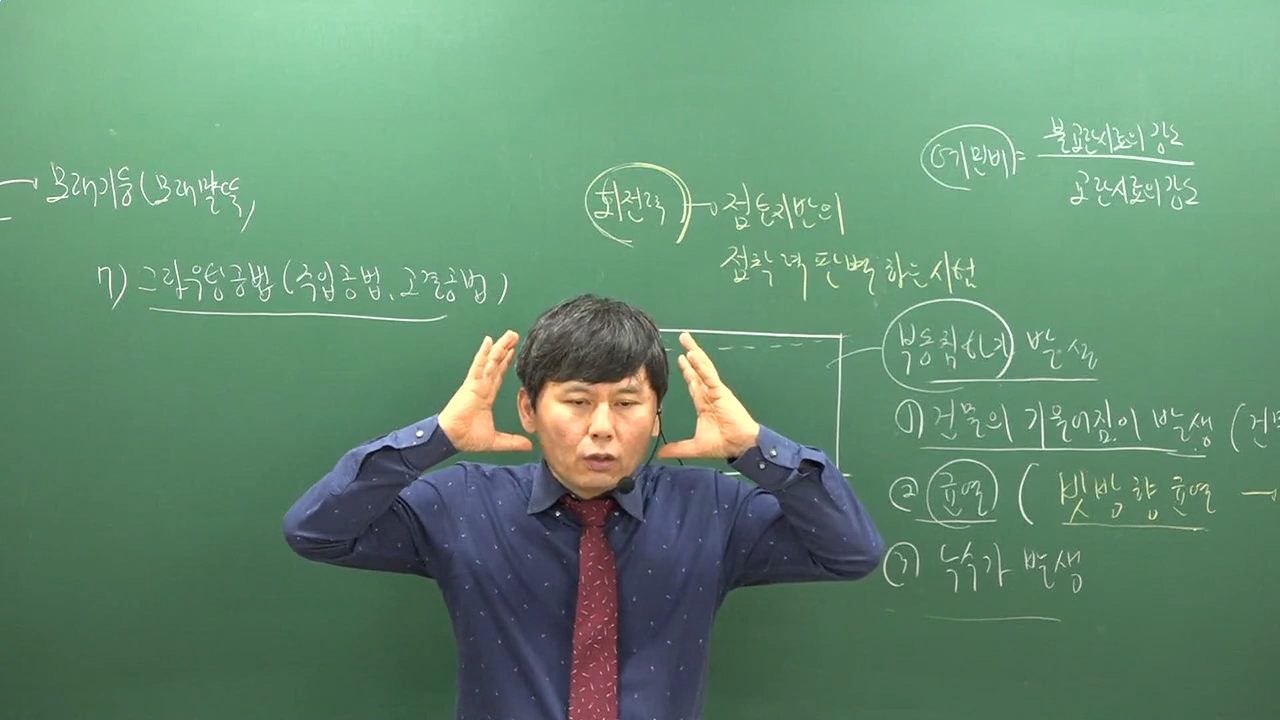 모래기둥(모래말뚝)
7) 그라우팅공법(주입공법, 고결공법)
회전력 → 점토지반의
점착력 판별하는 시험
예민비 = 불교란시료의 강도
교란시료의 강도
부동침하 발생
① 건물의 기울어짐이 발생 (건
② 균열 ( 빗방향 균열 →
③ 누수가 발생